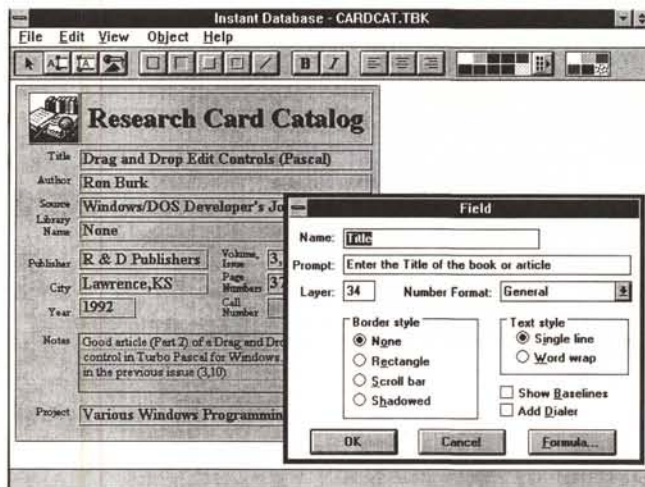 Instant Database - CARDCAT.TBK
File Edit View Object Help
A A B I
Research Card Catalog
Title Drag and Drop Edit Controls (Pascal)
Author Ron Burk
Source Windows/DOS Developer's Jo
Library Name None
Publisher R & D Publishers Volume, Issue 3,
City Lawrence,KS Page Numbers 37
Year 1992 Call Number
Notes Good article (Part 2) of a Drag and Dro
control in Turbo Pascal for Windows.
in the previous issue (3,10)
Project Various Windows Programmin
Field
Name: Title
Prompt: Enter the Title of the book or article
Layer: 34 Number Format: General
Border style
None
Rectangle
Scroll bar
Shadowed
Text style
Single line
Word wrap
Show Baselines
Add Dialer
OK Cancel Formula...